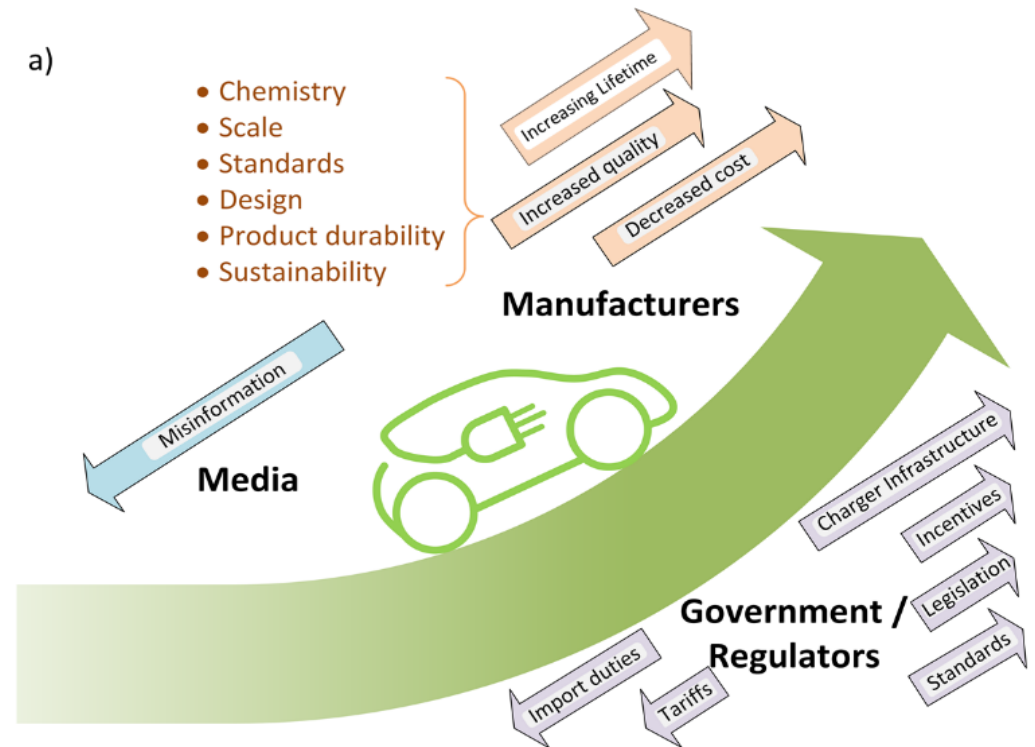 a)
• Chemistry
• Scale
• Standards
• Design
• Product durability
• Sustainability
Increasing Lifetime
Increased quality
Decreased cost
Manufacturers
Misinformation
Media
Charger Infrastructure
Incentives
Legislation
Standards
Government /
Regulators
Import duties
Tariffs